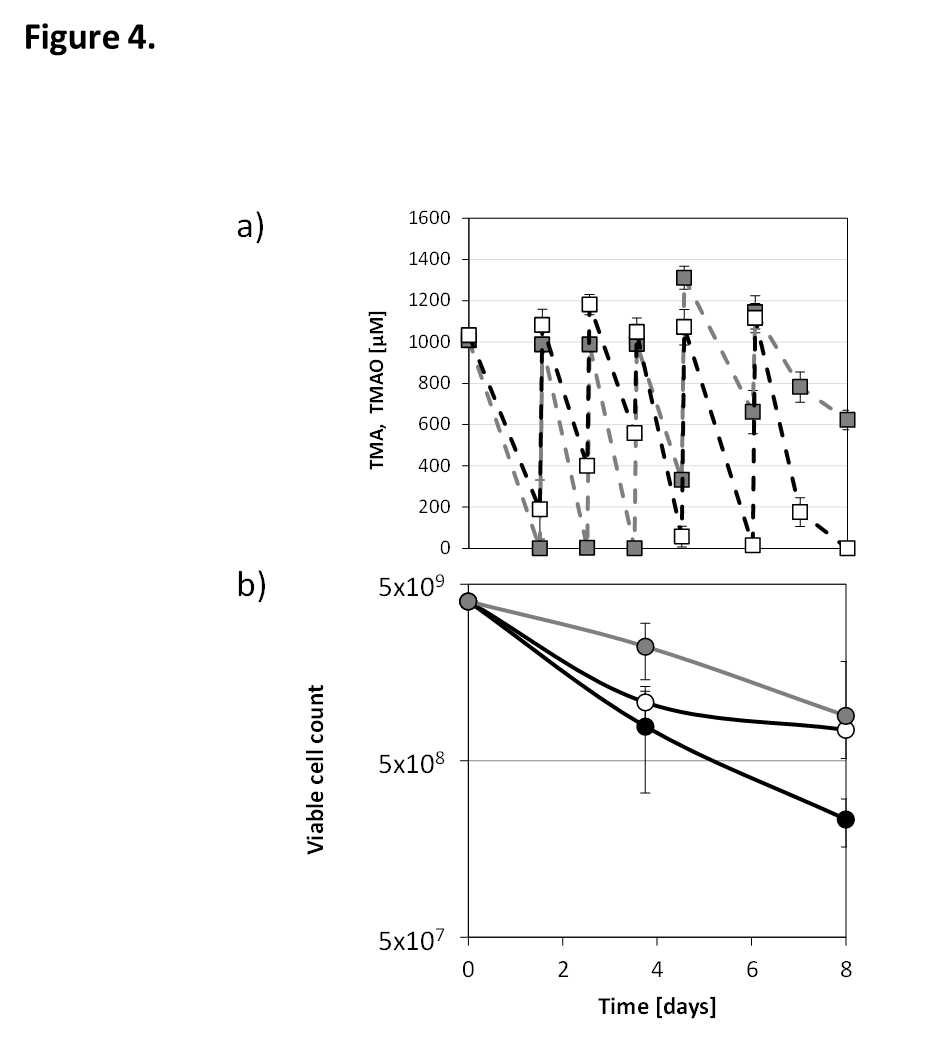 Figure 4.
a)
TMA, TMAO [µM]
1600
1400
1200
1000
800
600
400
200
0
b)
Viable cell count
5x10⁹
5x10⁸
5x10⁷
0 2 4 6 8
Time [days]